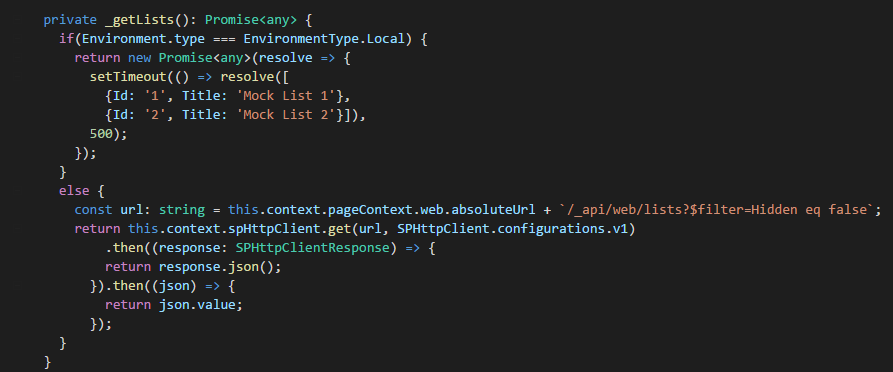 private _getLists(): Promise<any> {
if(Environment.type === EnvironmentType.Local) {
return new Promise<any>(resolve => {
setTimeout(() => resolve([
{Id: '1', Title: 'Mock List 1'},
{Id: '2', Title: 'Mock List 2'}]),
500);
});
}
else {
const url: string = this.context.pageContext.web.absoluteUrl + `/_api/web/lists?$filter=Hidden eq false`;
return this.context.spHttpClient.get(url, SPHttpClient.configurations.v1)
.then((response: SPHttpClientResponse) => {
return response.json();
}).then((json) => {
return json.value;
});
}
}